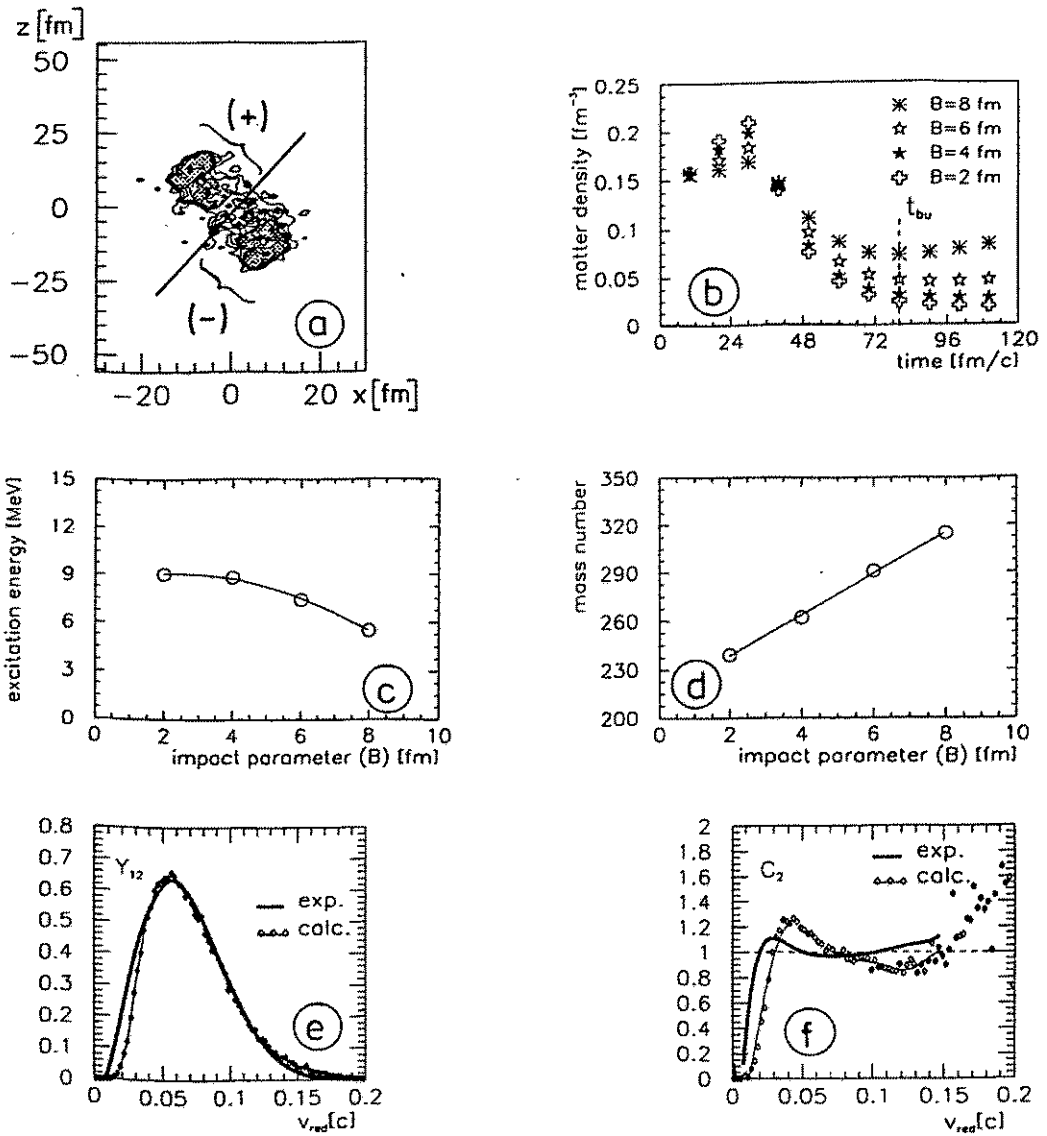 z [fm]
50
25
0
-25
-50
(+)
(-)
a
-20
0
20
x [fm]
matter density [fm⁻³]
0.25
0.2
0.15
0.1
0.05
0
B=8 fm
B=6 fm
B=4 fm
B=2 fm
t_bu
b
0
24
48
72
96
120
time [fm/c]
excitation energy [MeV]
15
12
9
6
3
0
c
0
2
4
6
8
10
impact parameter (B) [fm]
mass number
350
320
290
260
230
200
d
0
2
4
6
8
10
impact parameter (B) [fm]
0.8
0.7
0.6
0.5
0.4
0.3
0.2
0.1
0
Y₁₂
exp.
calc.
e
0
0.05
0.1
0.15
0.2
v_red[c]
2
1.8
1.6
1.4
1.2
1
0.8
0.6
0.4
0.2
0
C₂
exp.
calc.
f
0
0.05
0.1
0.15
0.2
v_red[c]